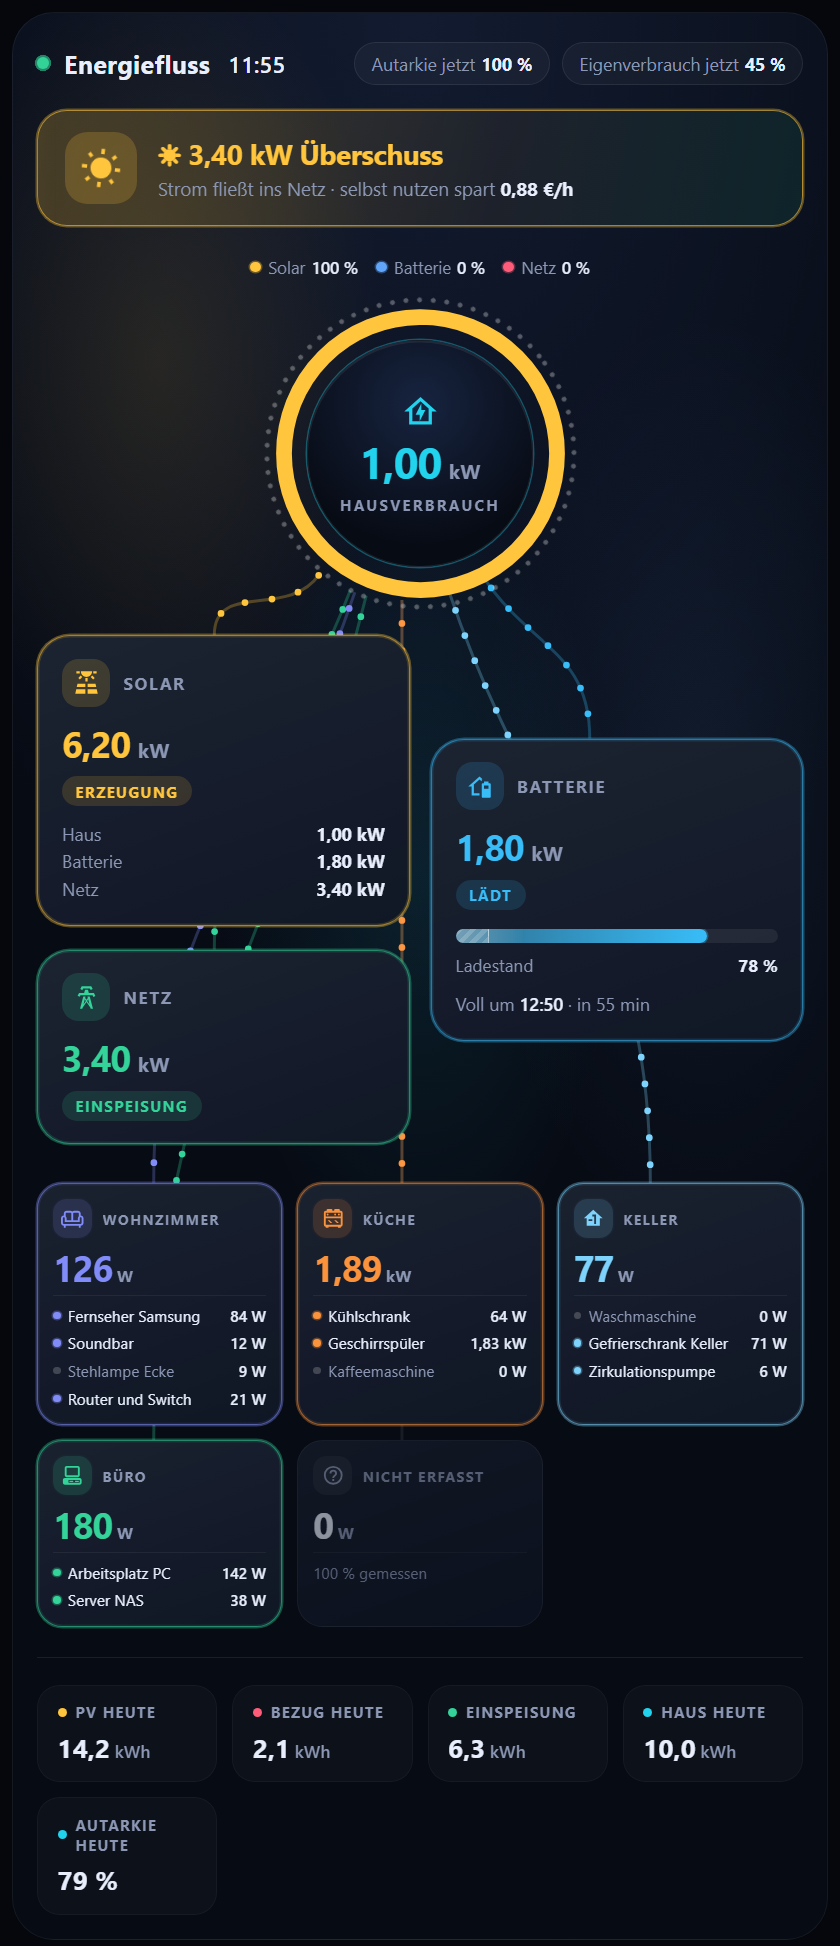 Energiefluss 11:55
Autarkie jetzt 100 %
Eigenverbrauch jetzt 45 %
☀ 3,40 kW Überschuss
Strom fließt ins Netz · selbst nutzen spart 0,88 €/h
Solar 100 % Batterie 0 % Netz 0 %
1,00 kW
HAUSVERBRAUCH
SOLAR
6,20 kW
ERZEUGUNG
Haus 1,00 kW
Batterie 1,80 kW
Netz 3,40 kW
BATTERIE
1,80 kW
LÄDT
Ladestand 78 %
Voll um 12:50 · in 55 min
NETZ
3,40 kW
EINSPEISUNG
WOHNZIMMER
126 W
Fernseher Samsung 84 W
Soundbar 12 W
Stehlampe Ecke 9 W
Router und Switch 21 W
KÜCHE
1,89 kW
Kühlschrank 64 W
Geschirrspüler 1,83 kW
Kaffeemaschine 0 W
KELLER
77 W
Waschmaschine 0 W
Gefrierschrank Keller 71 W
Zirkulationspumpe 6 W
BÜRO
180 W
Arbeitsplatz PC 142 W
Server NAS 38 W
NICHT ERFASST
0 W
100 % gemessen
PV HEUTE
14,2 kWh
BEZUG HEUTE
2,1 kWh
EINSPEISUNG
6,3 kWh
HAUS HEUTE
10,0 kWh
AUTARKIE
HEUTE
79 %